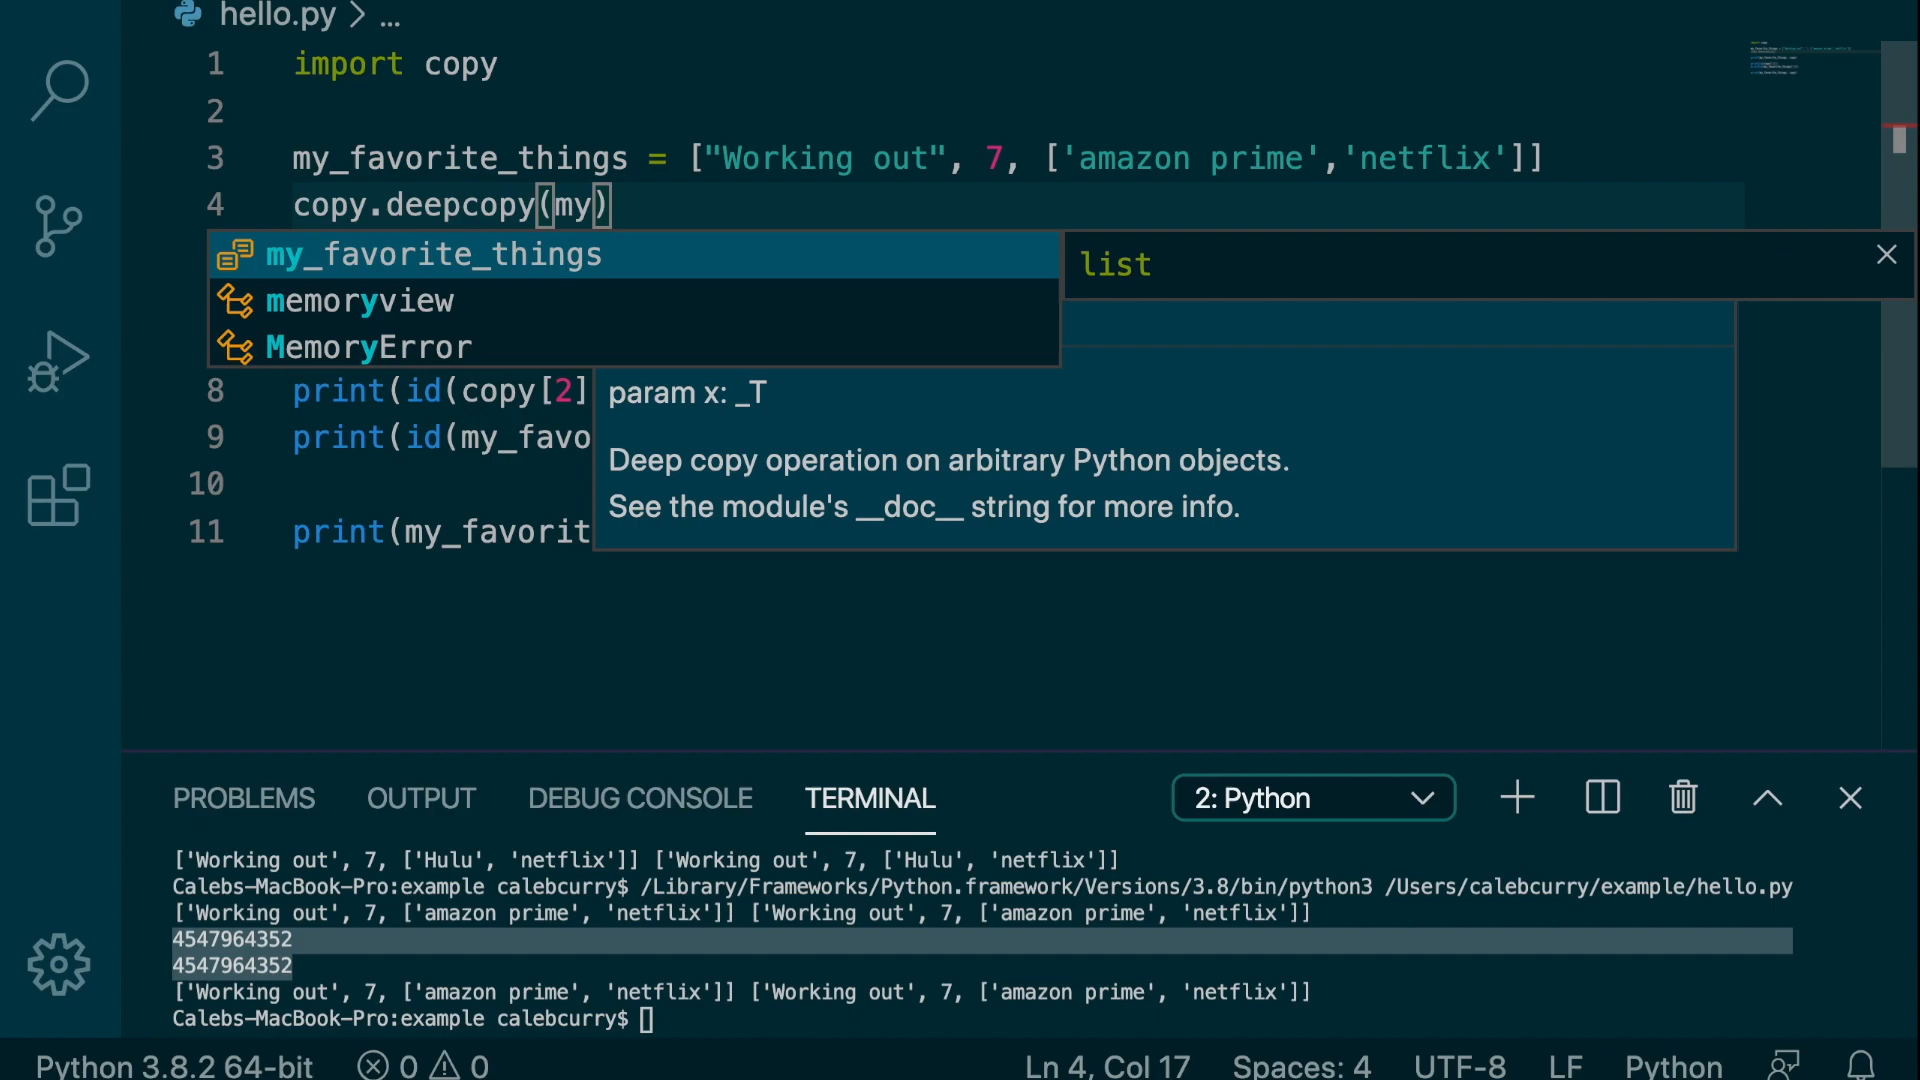 hello.py > ...
1 import copy
2
3 my_favorite_things = ["Working out", 7, ['amazon prime','netflix']]
4 copy.deepcopy(my)
my_favorite_things
list
memoryview
MemoryError
8 print(id(copy[2]
param x: _T
9 print(id(my_favo
Deep copy operation on arbitrary Python objects.
10
See the module's __doc__ string for more info.
11 print(my_favorit
PROBLEMS OUTPUT DEBUG CONSOLE TERMINAL 2: Python
['Working out', 7, ['Hulu', 'netflix']] ['Working out', 7, ['Hulu', 'netflix']]
Calebs-MacBook-Pro:example calebcurry$ /Library/Frameworks/Python.framework/Versions/3.8/bin/python3 /Users/calebcurry/example/hello.py
['Working out', 7, ['amazon prime', 'netflix']] ['Working out', 7, ['amazon prime', 'netflix']]
4547964352
4547964352
['Working out', 7, ['amazon prime', 'netflix']] ['Working out', 7, ['amazon prime', 'netflix']]
Calebs-MacBook-Pro:example calebcurry$
Python 3.8.2 64-bit 0 0 Ln 4, Col 17 Spaces: 4 UTF-8 LF Python